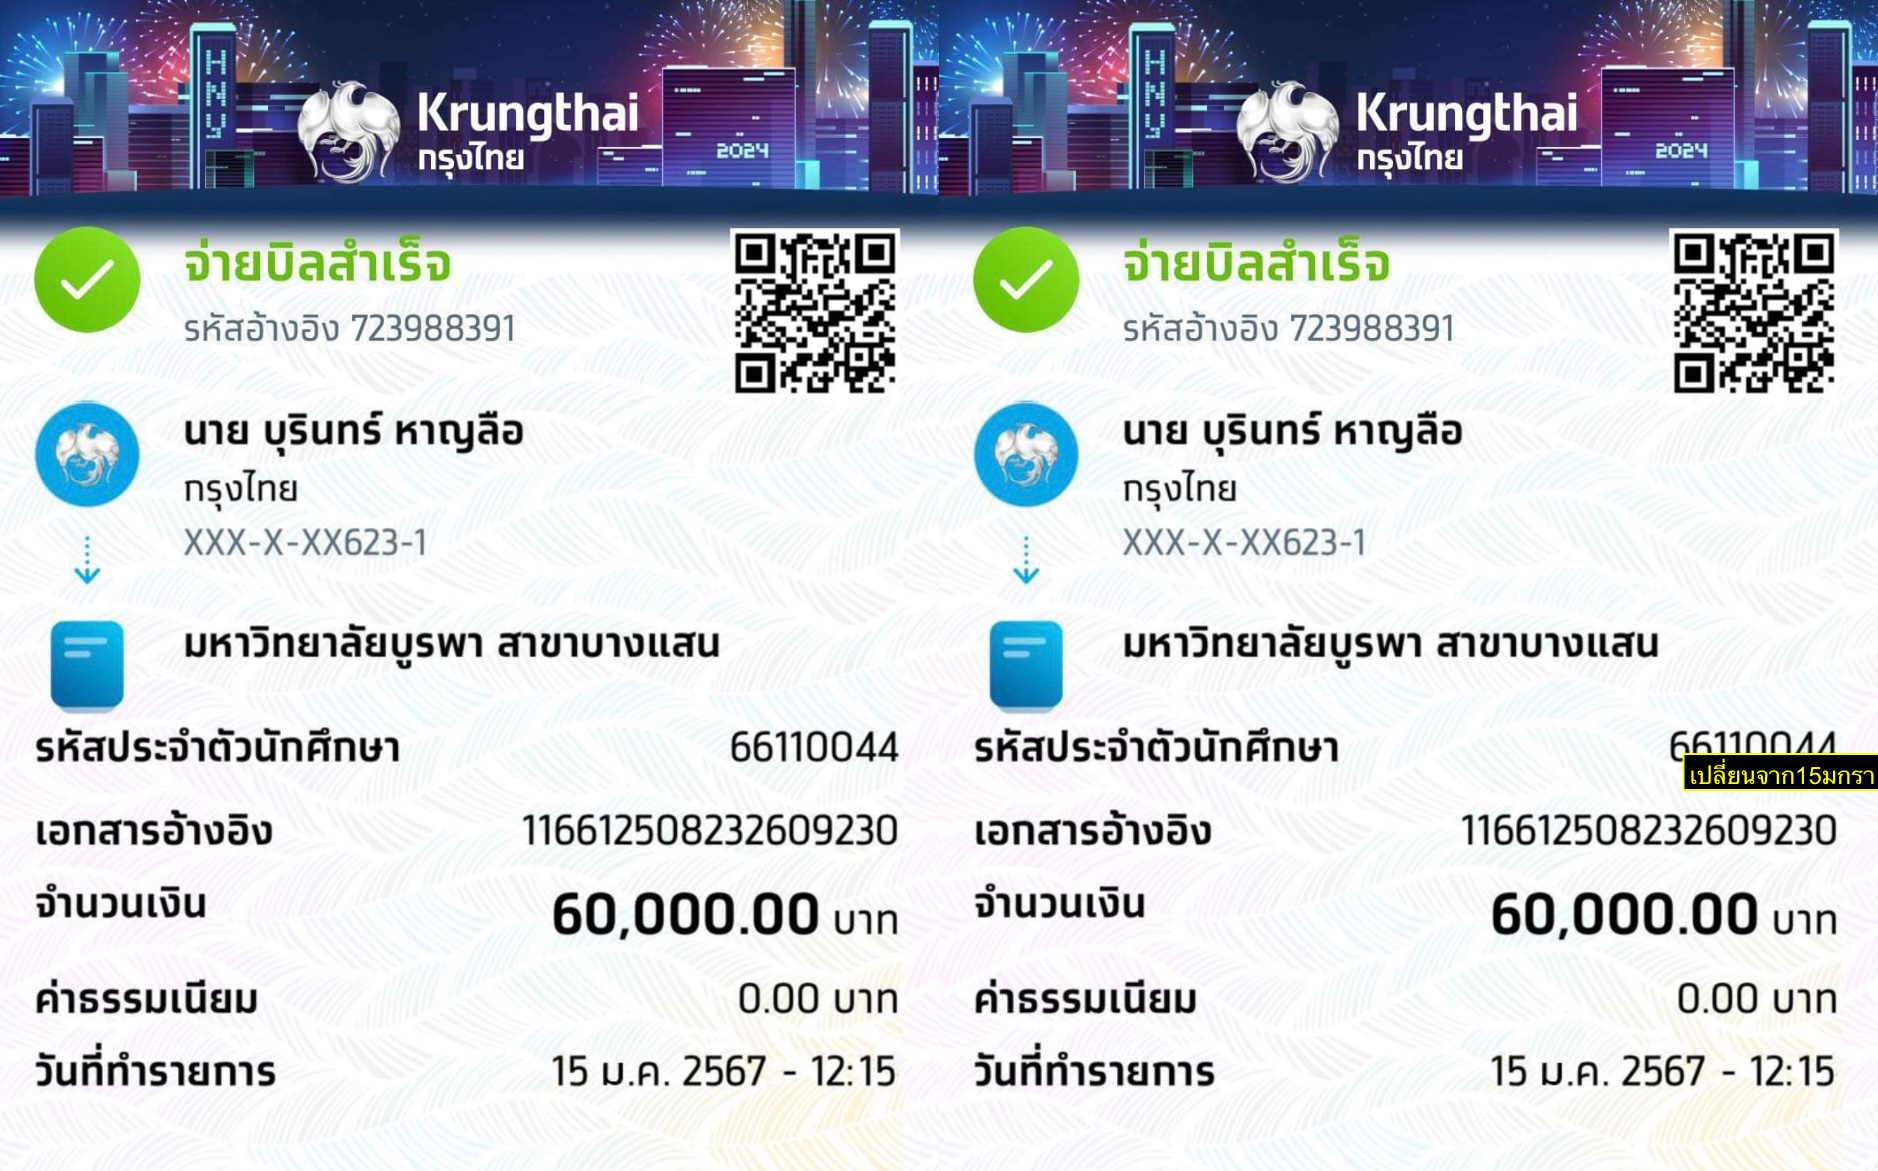 HNY
Krungthai
กรุงไทย
2024
จ่ายบิลสำเร็จ
รหัสอ้างอิง 723988391
นาย บุรินทร์ หาญลือ
กรุงไทย
XXX-X-XX623-1
มหาวิทยาลัยบูรพา สาขาบางแสน
รหัสประจำตัวนักศึกษา 66110044
เอกสารอ้างอิง 116612508232609230
จำนวนเงิน 60,000.00 บาท
ค่าธรรมเนียม 0.00 บาท
วันที่ทำรายการ 15 ม.ค. 2567 - 12:15
HNY
Krungthai
กรุงไทย
2024
จ่ายบิลสำเร็จ
รหัสอ้างอิง 723988391
นาย บุรินทร์ หาญลือ
กรุงไทย
XXX-X-XX623-1
มหาวิทยาลัยบูรพา สาขาบางแสน
รหัสประจำตัวนักศึกษา 66110044
เปลี่ยนจาก15มกรา
เอกสารอ้างอิง 116612508232609230
จำนวนเงิน 60,000.00 บาท
ค่าธรรมเนียม 0.00 บาท
วันที่ทำรายการ 15 ม.ค. 2567 - 12:15